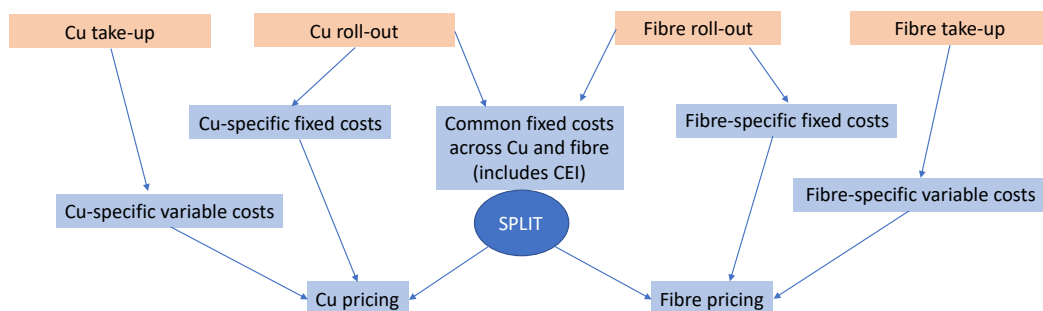 Cu take-up
Cu roll-out
Fibre roll-out
Fibre take-up
Cu-specific fixed costs
Common fixed costs
across Cu and fibre
(includes CEI)
Fibre-specific fixed costs
Cu-specific variable costs
SPLIT
Fibre-specific variable costs
Cu pricing
Fibre pricing